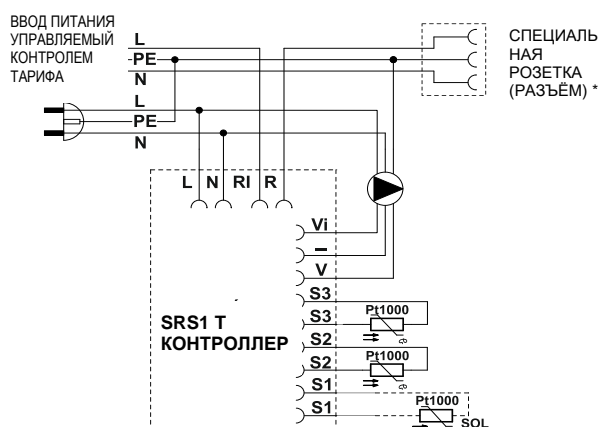 ВВОД ПИТАНИЯ
УПРАВЛЯЕМЫЙ
КОНТРОЛЕМ
ТАРИФА
L
PE
N
СПЕЦИАЛЬ
НАЯ
РОЗЕТКА
(РАЗЪЁМ) *
L
PE
N
L N RI R
Vi
–
V
S3
S3
S2
S2
S1
S1
SRS1 T
КОНТРОЛЛЕР
Pt1000
Pt1000
Pt1000
SOL